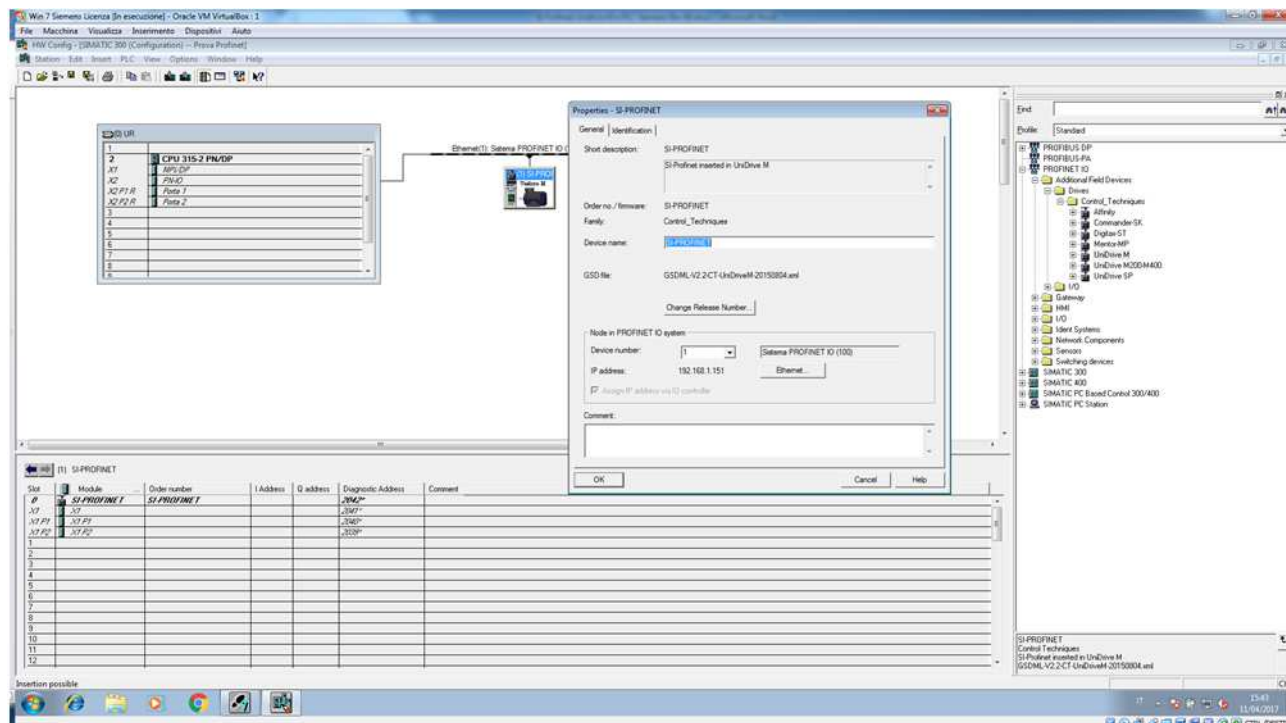 Win 7 Siemens Licenza [In esecuzione] - Oracle VM VirtualBox : 1
File Macchina Visualizza Inserimento Dispositivi Aiuto
HW Config - [SIMATIC 300 (Configuration) -- Prova Profinet]
Station Edit Insert PLC View Options Window Help
(0) UR
1
2 CPU 315-2 PN/DP
X1 MPI/DP
X2 PN-IO
X2 P1 R Porta 1
X2 P2 R Porta 2
3
4
5
6
7
8
Ethernet(1): Sistema PROFINET IO (
(1) SI-PROF
Properties - SI-PROFINET
General Identification
Short description: SI-PROFINET
SI-Profinet inserted in UniDrive M
Order no./ firmware: SI-PROFINET
Family: Control_Techniques
Device name: SI-PROFINET
GSD file: GSDML-V2.2-CT-UniDriveM-20150804.xml
Change Release Number...
Node in PROFINET IO system
Device number: 1 Sistema PROFINET IO (100)
IP address: 192.168.1.151 Ethernet...
Assign IP address via IO controller
Comment:
OK Cancel Help
Find:
Profile: Standard
PROFIBUS DP
PROFIBUS-PA
PROFINET IO
Additional Field Devices
Drives
Control_Techniques
Affinity
Commander-SK
Digitax-ST
Mentor-MP
UniDrive M
UniDrive M200-M400
UniDrive SP
I/O
Gateway
HMI
I/O
Ident Systems
Network Components
Sensors
Switching devices
SIMATIC 300
SIMATIC 400
SIMATIC PC Based Control 300/400
SIMATIC PC Station
(1) SI-PROFINET
Slot Module ... Order number I Address Q address Diagnostic Address Comment
0 SI-PROFINET SI-PROFINET 2042*
X1 X1 2041*
X1 P1 X1 P1 2040*
X1 P2 X1 P2 2039*
1
2
3
4
5
6
7
8
9
10
11
12
SI-PROFINET
Control Techniques
SI-Profinet inserted in UniDrive M
GSDML-V2.2-CT-UniDriveM-20150804.xml
Insertion possible
IT
15:43
11/04/2017